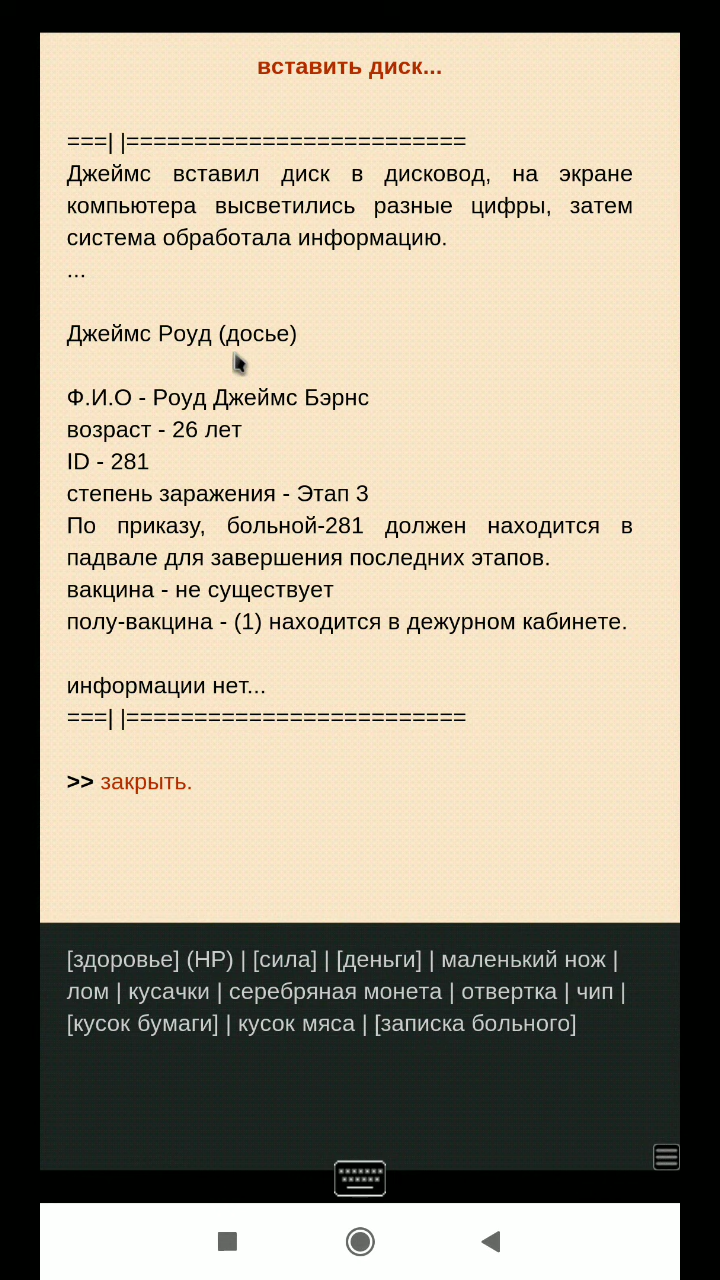 вставить диск...
===| |=========================
Джеймс вставил диск в дисковод, на экране
компьютера высветились разные цифры, затем
система обработала информацию.
...
Джеймс Роуд (досье)
Ф.И.О - Роуд Джеймс Бэрнс
возраст - 26 лет
ID - 281
степень заражения - Этап 3
По приказу, больной-281 должен находится в
падвале для завершения последних этапов.
вакцина - не существует
полу-вакцина - (1) находится в дежурном кабинете.
информации нет...
===| |=========================
>> закрыть.
[здоровье] (HP) | [сила] | [деньги] | маленький нож |
лом | кусачки | серебряная монета | отвертка | чип |
[кусок бумаги] | кусок мяса | [записка больного]